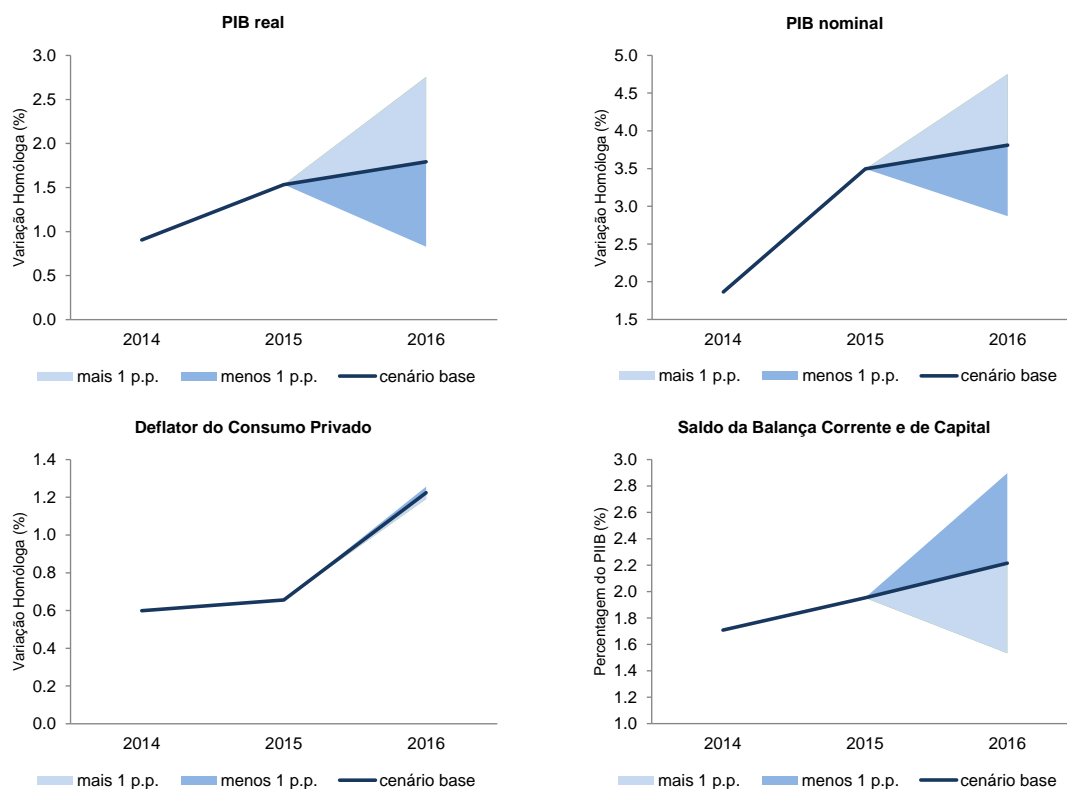 PIB real
Variação Homóloga (%)
3.0
2.5
2.0
1.5
1.0
0.5
0.0
2014 2015 2016
mais 1 p.p. menos 1 p.p. cenário base
PIB nominal
Variação Homóloga (%)
5.0
4.5
4.0
3.5
3.0
2.5
2.0
1.5
2014 2015 2016
mais 1 p.p. menos 1 p.p. cenário base
Deflator do Consumo Privado
Variação Homóloga (%)
1.4
1.2
1.0
0.8
0.6
0.4
0.2
0.0
2014 2015 2016
mais 1 p.p. menos 1 p.p. cenário base
Saldo da Balança Corrente e de Capital
Percentagem do PIIB (%)
3.0
2.8
2.6
2.4
2.2
2.0
1.8
1.6
1.4
1.2
1.0
2014 2015 2016
mais 1 p.p. menos 1 p.p. cenário base